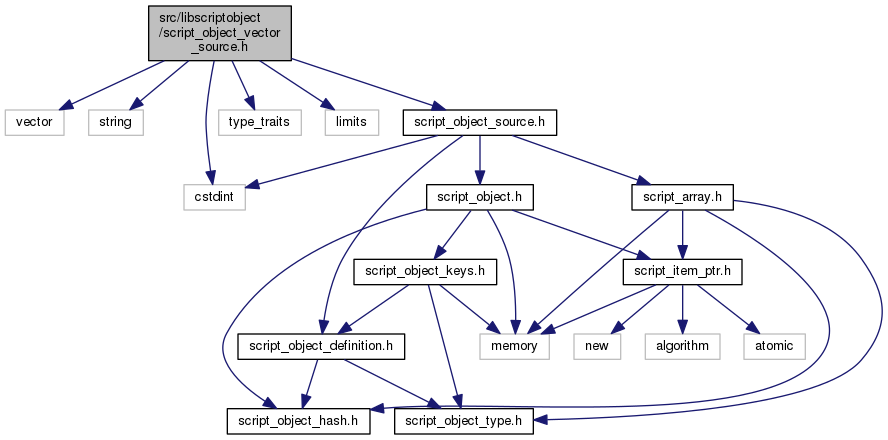 src/libscriptobject
/script_object_vector
_source.h
vector
string
type_traits
limits
script_object_source.h
cstdint
script_object.h
script_array.h
script_object_keys.h
script_item_ptr.h
script_object_definition.h
memory
new
algorithm
atomic
script_object_hash.h
script_object_type.h